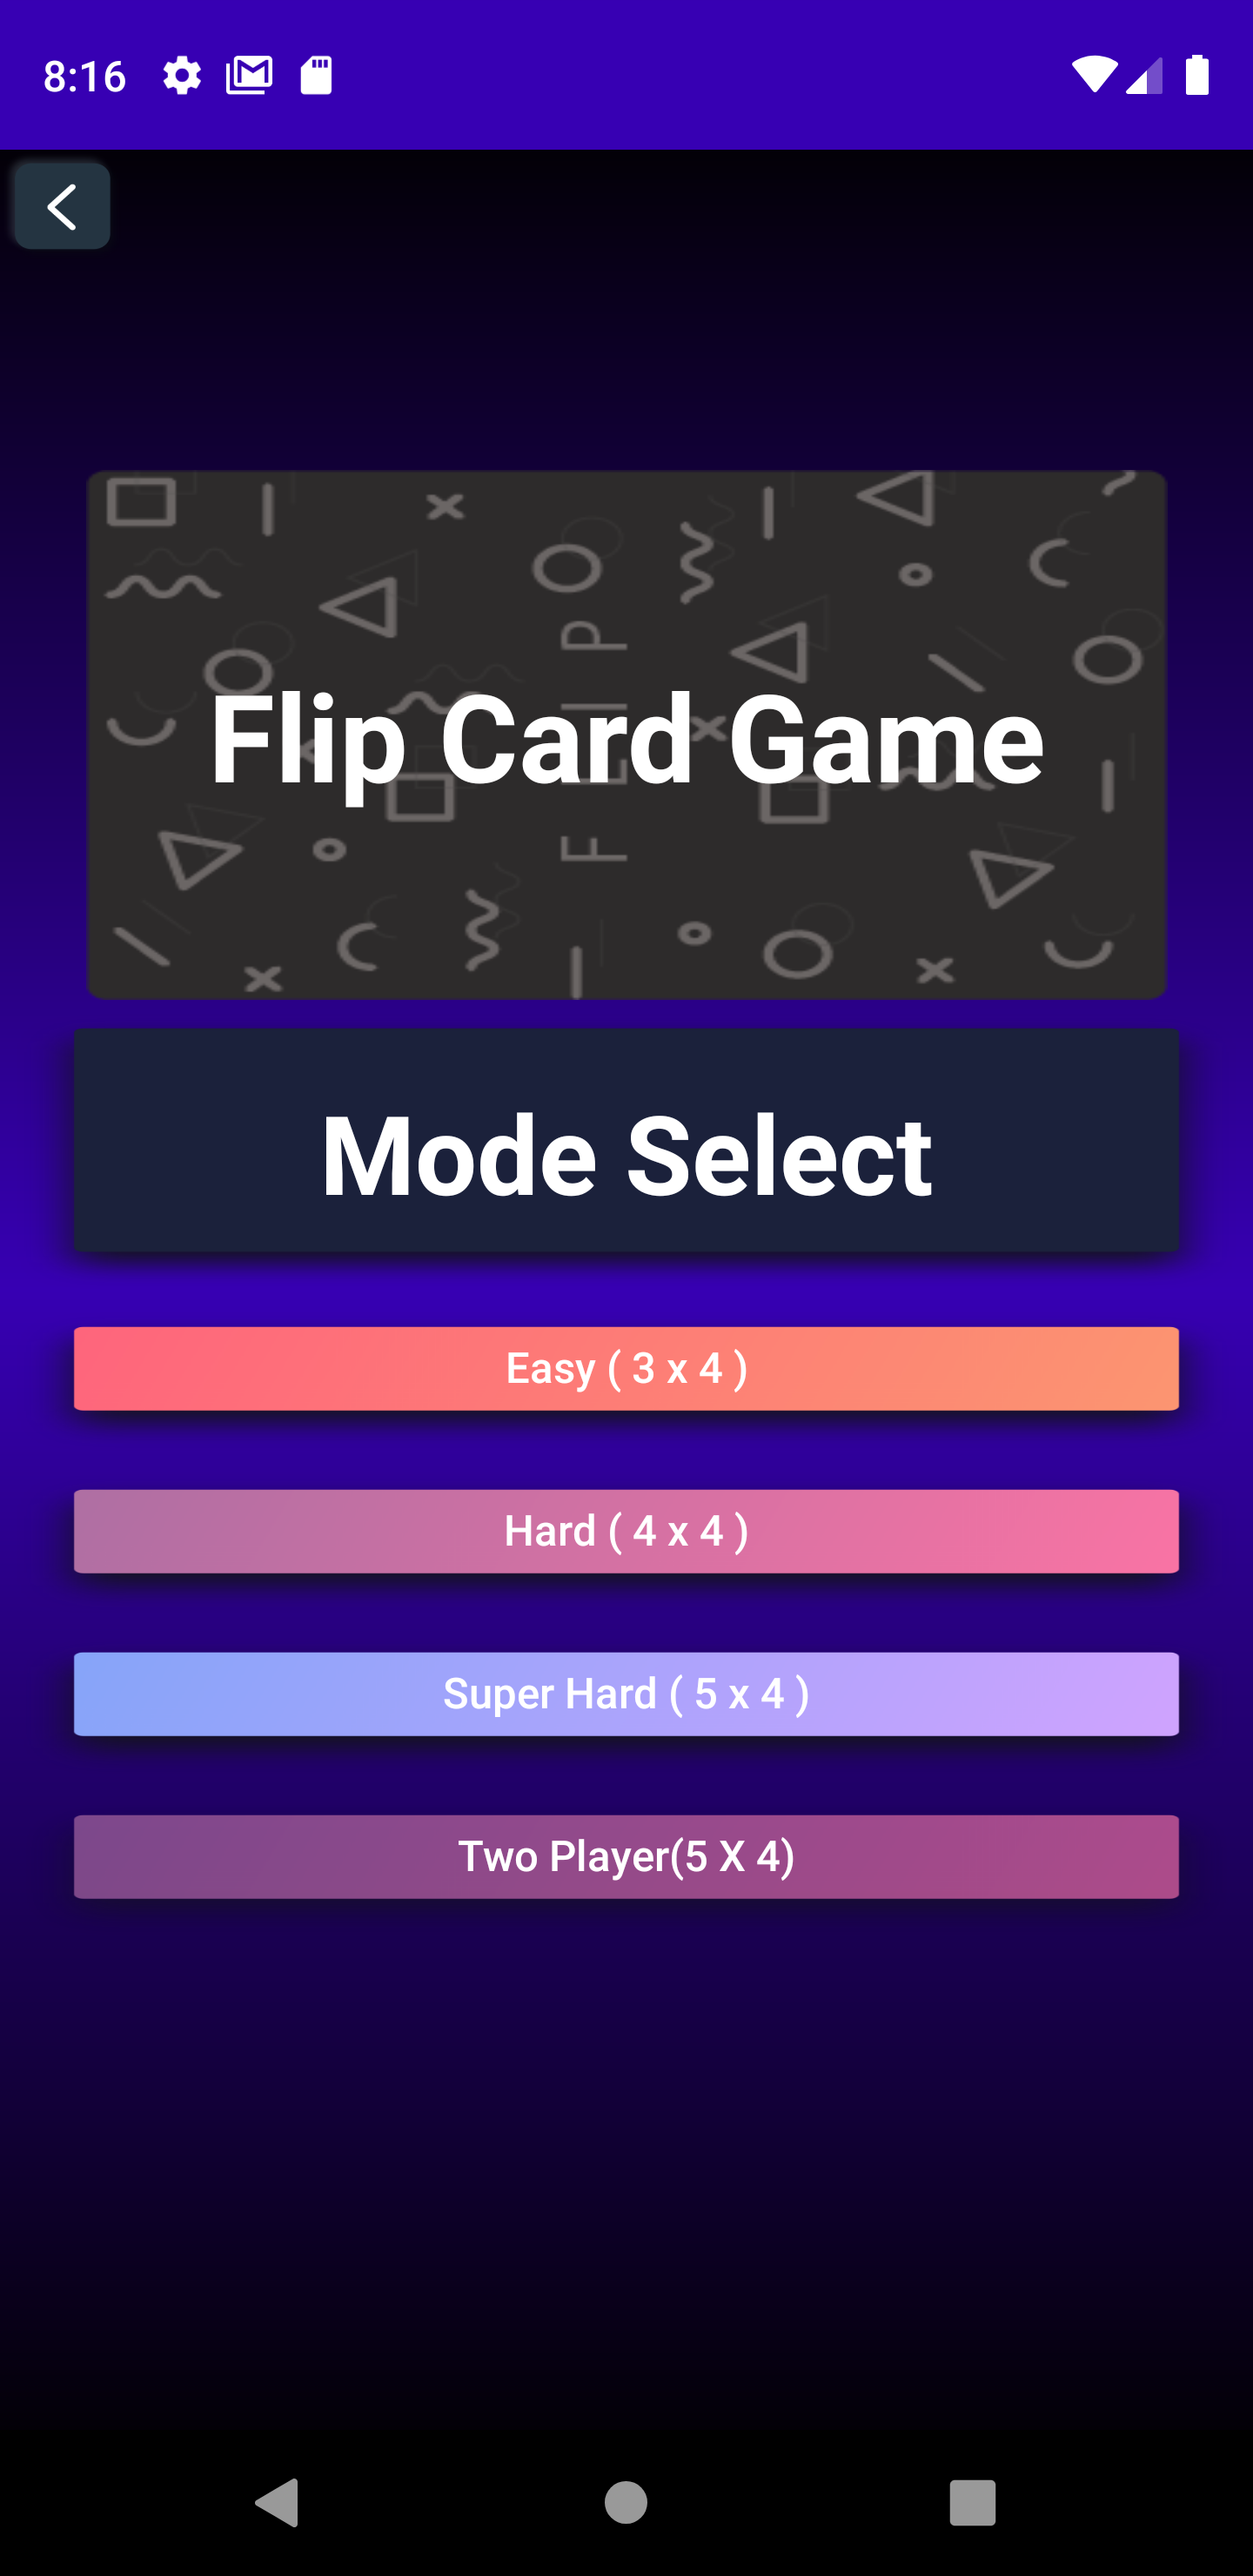 8:16
FLIPO
Flip Card Game
Mode Select
Easy ( 3 x 4 )
Hard ( 4 x 4 )
Super Hard ( 5 x 4 )
Two Player(5 X 4)